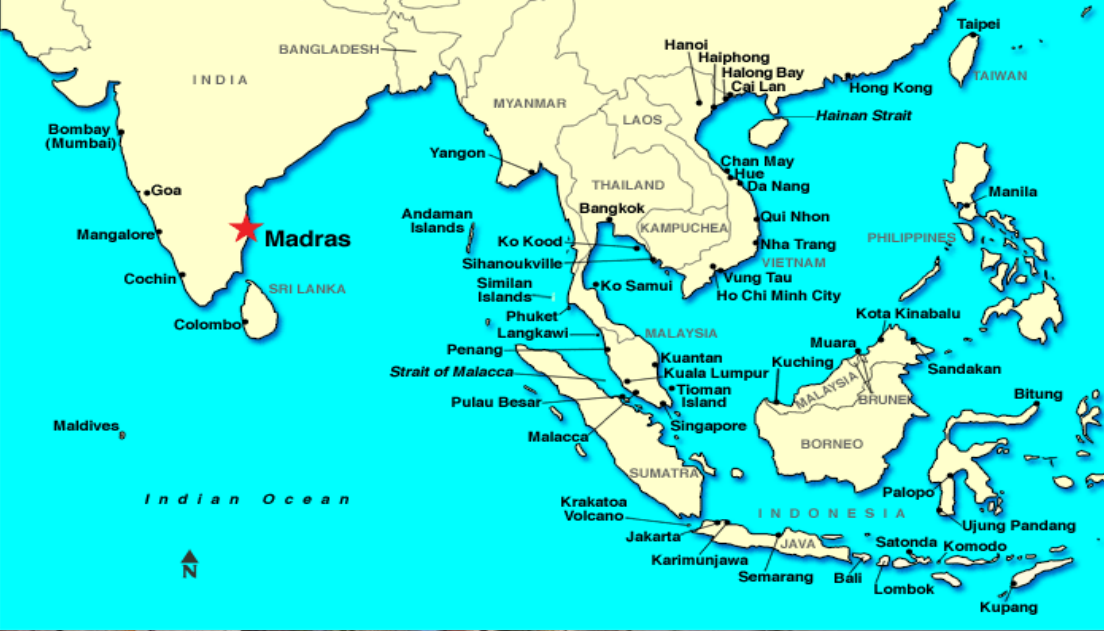 Taipei
TAIWAN
Hanoi
Haiphong
Halong Bay
Cai Lan
Hong Kong
Hainan Strait
BANGLADESH
INDIA
MYANMAR
LAOS
Bombay
(Mumbai)
Yangon
Goa
THAILAND
Chan May
Hue
Da Nang
Manila
Andaman
Islands
Bangkok
Qui Nhon
KAMPUCHEA
Mangalore
Madras
Ko Kood
Nha Trang
PHILIPPINES
Sihanoukville
VIETNAM
Cochin
SRI LANKA
Similan
Islands
Ko Samui
Vung Tau
Ho Chi Minh City
Colombo
Phuket
Langkawi
MALAYSIA
Kota Kinabalu
Penang
Muara
Kuantan
Kuching
Sandakan
Strait of Malacca
Kuala Lumpur
Tioman
Island
MALAYSIA
BRUNEI
Bitung
Pulau Besar
Maldives
Singapore
Malacca
BORNEO
SUMATRA
Indian Ocean
Palopo
Krakatoa
Volcano
INDONESIA
Ujung Pandang
Jakarta
JAVA
Satonda
Komodo
Karimunjawa
N
Semarang
Bali
Lombok
Kupang